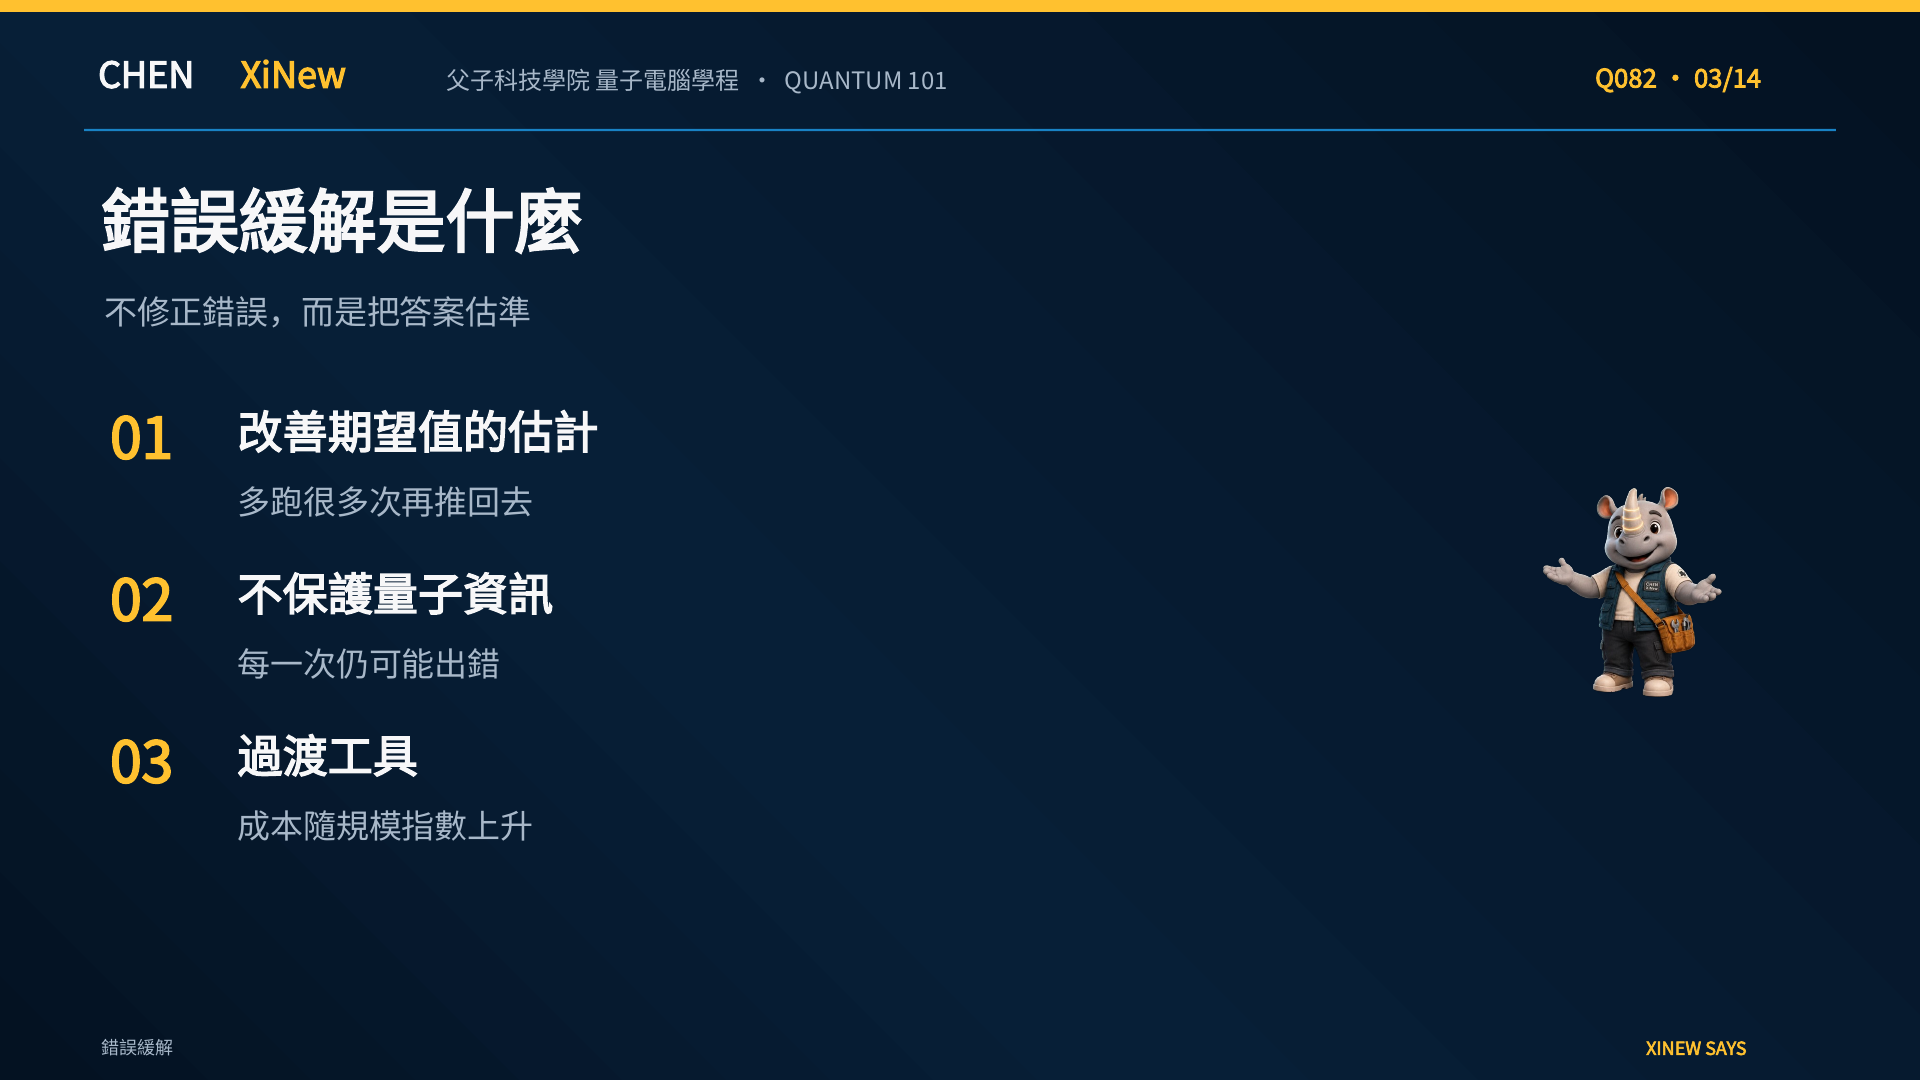 CHEN XiNew 父子科技學院 量子電腦學程 · QUANTUM 101 Q082 · 03/14
錯誤緩解是什麼
不修正錯誤，而是把答案估準
01 改善期望值的估計
多跑很多次再推回去
02 不保護量子資訊
每一次仍可能出錯
03 過渡工具
成本隨規模指數上升
錯誤緩解 XINEW SAYS